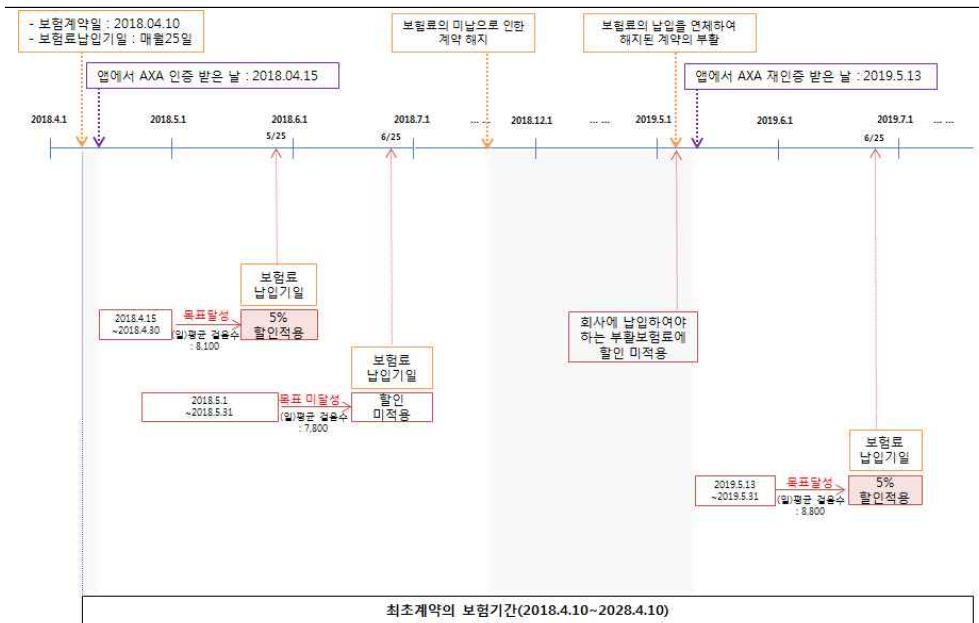 - 보험계약일 : 2018.04.10
- 보험료납입기일 : 매월25일
보험료의 미납으로 인한
계약 해지
보험료의 납입을 연체하여
해지된 계약의 부활
앱에서 AXA 인증 받은 날 : 2018.04.15
앱에서 AXA 재인증 받은 날 : 2019.5.13
2018.4.1
2018.5.1
2018.6.1
2018.7.1
... ...
2018.12.1
... ...
2019.5.1
2019.6.1
2019.7.1
... ...
5/25
6/25
6/25
보험료
납입기일
2018.4.15
~2018.4.30
목표달성
(일)평균 걸음수
: 8,100
5%
할인적용
회사에 납입하여야
하는 부활보험료에
할인 미적용
보험료
납입기일
2018.5.1
~2018.5.31
목표 미달성
(일)평균 걸음수
: 7,800
할인
미적용
보험료
납입기일
2019.5.13
~2019.5.31
목표달성
(일)평균 걸음수
: 8,800
5%
할인적용
최초계약의 보험기간(2018.4.10~2028.4.10)